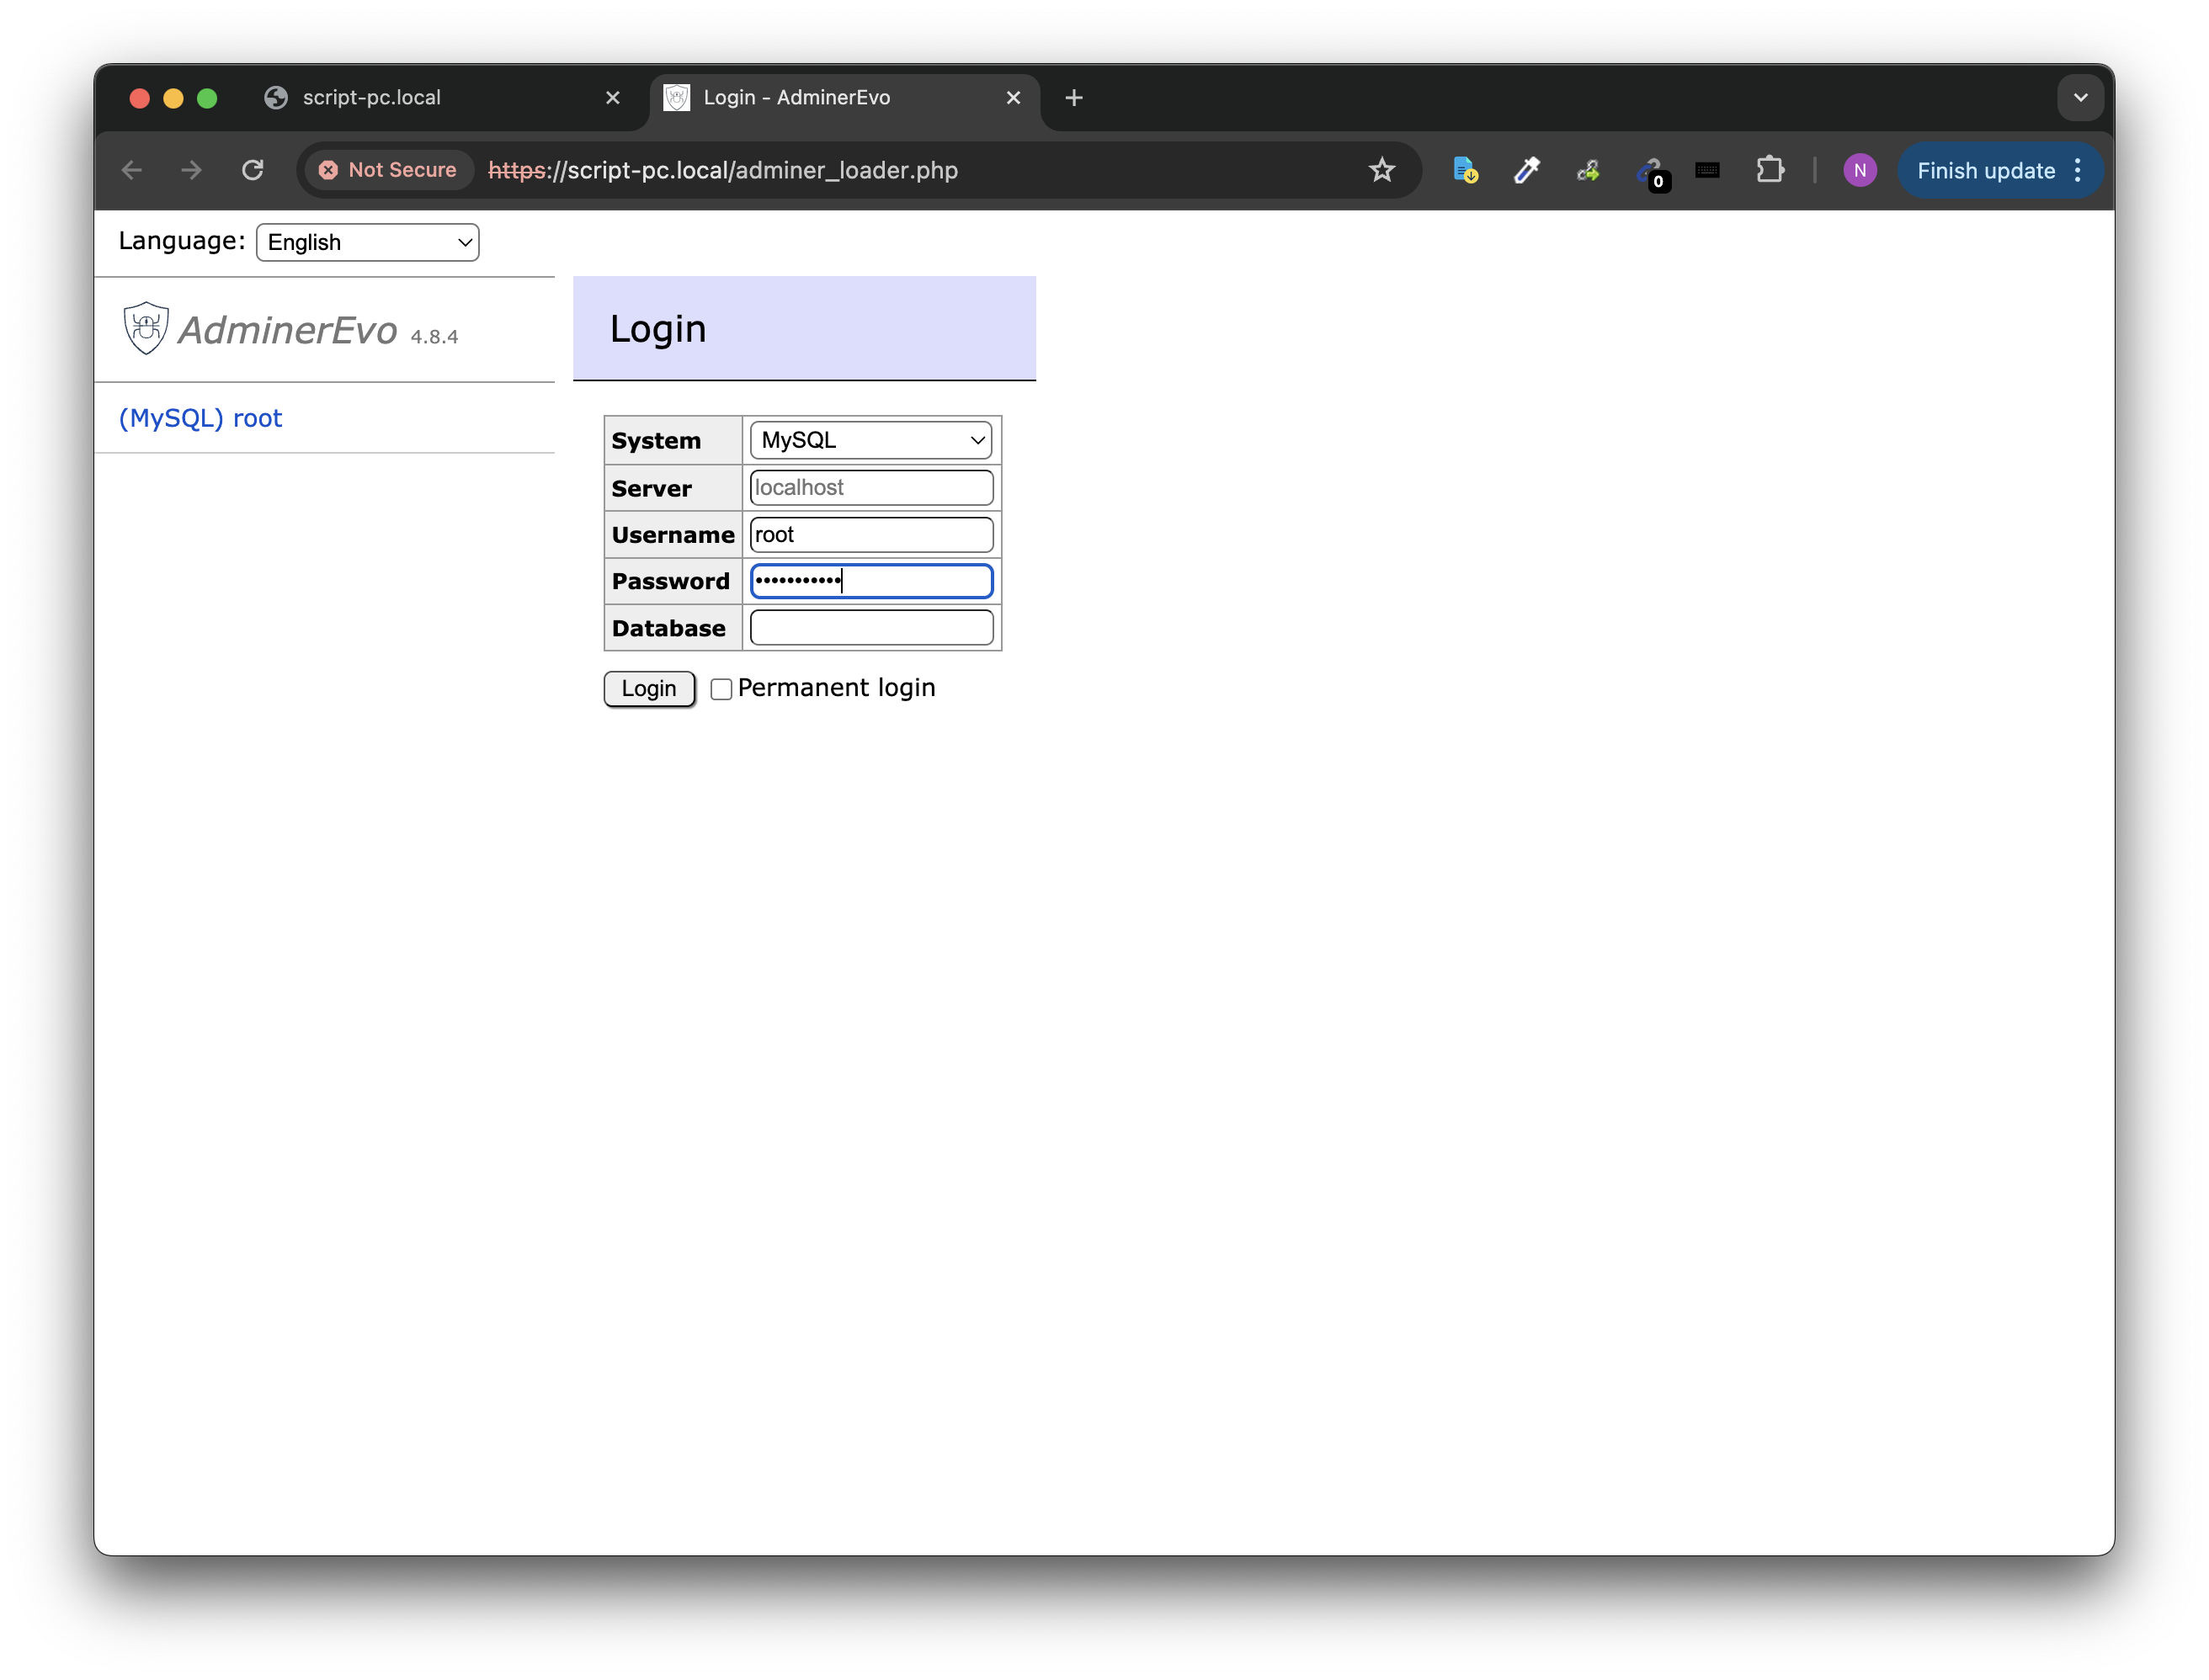 script-pc.local
Login - AdminerEvo
Not Secure https://script-pc.local/adminer_loader.php
0
N
Finish update
Language: English
AdminerEvo 4.8.4
(MySQL) root
Login
System MySQL
Server localhost
Username root
Password •••••••••••
Database
Login Permanent login